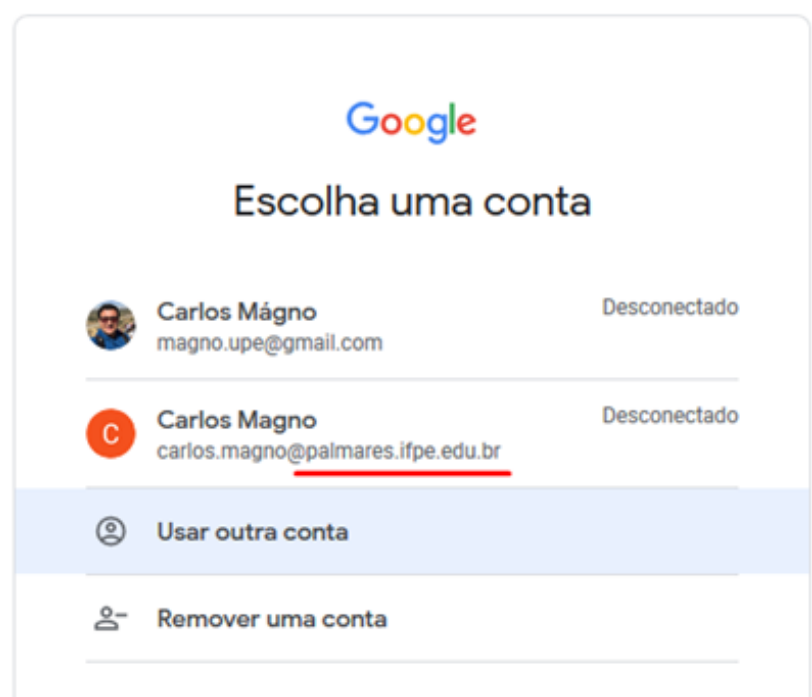 Google
Escolha uma conta
Carlos Mágno
Desconectado
magno.upe@gmail.com
C
Carlos Magno
Desconectado
carlos.magno@palmares.ifpe.edu.br
Usar outra conta
Remover uma conta